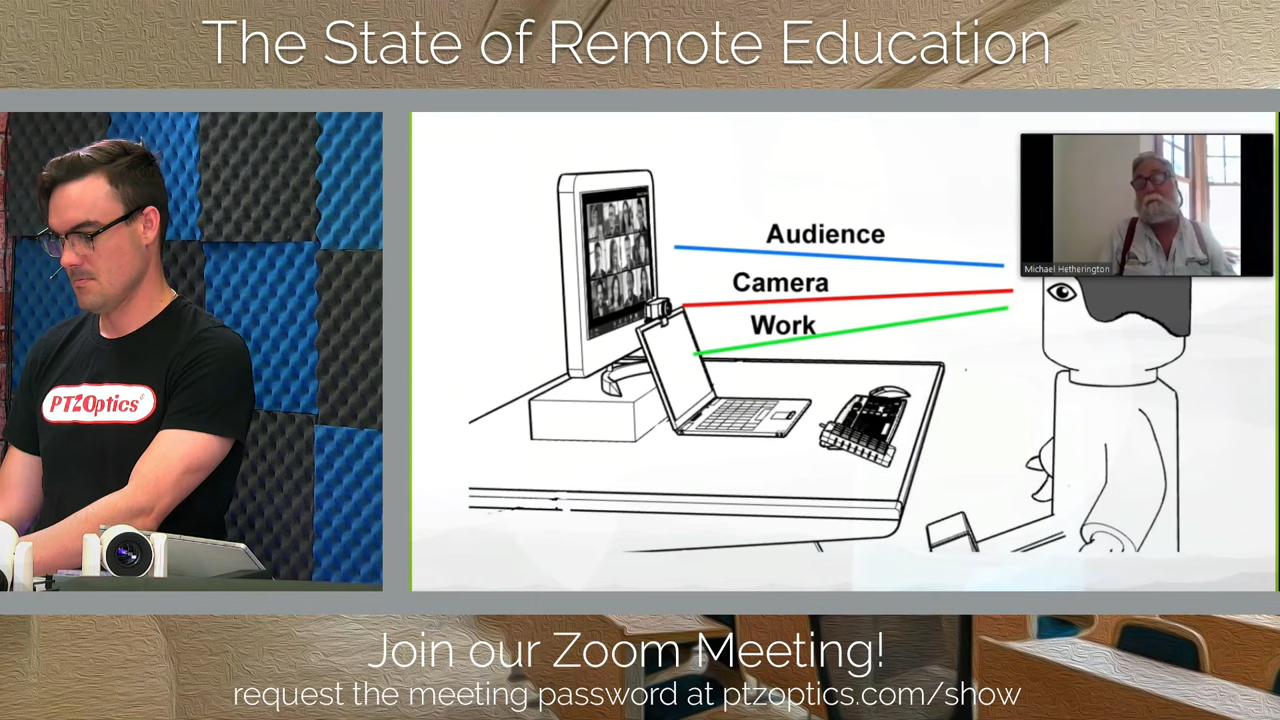 The State of Remote Education
PTZOptics
Audience
Camera
Work
Michael Hetherington
Join our Zoom Meeting!
request the meeting password at ptzoptics.com/show